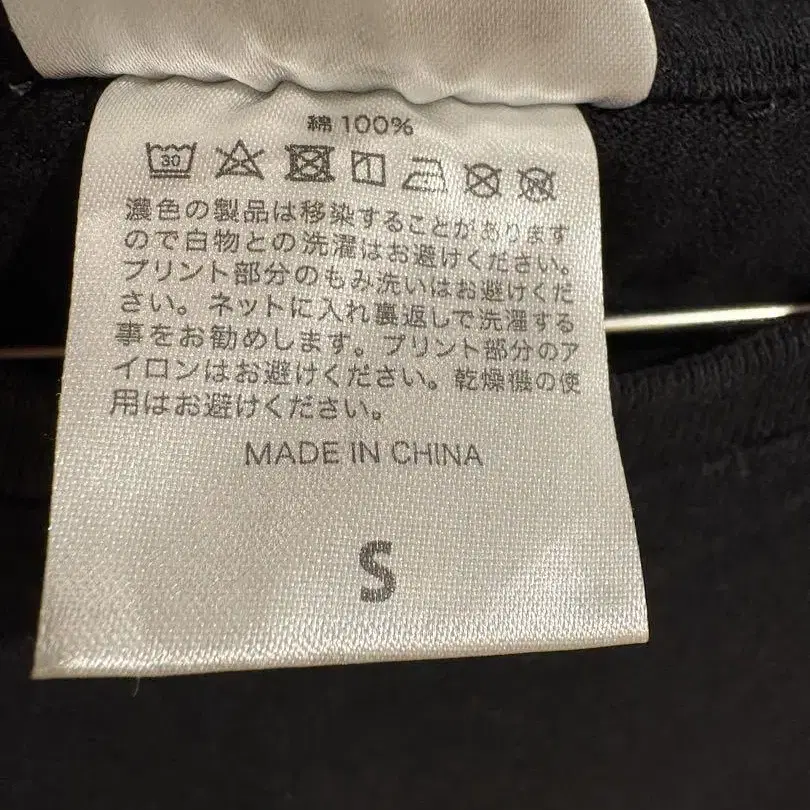 綿 100%
30
濃色の製品は移染することがあります
ので白物との洗濯はお避けください。
プリント部分のもみ洗いはお避けくだ
さい。ネットに入れ裏返しで洗濯する
事をお勧めします。プリント部分のア
イロンはお避けください。乾燥機の使
用はお避けください。
MADE IN CHINA
S